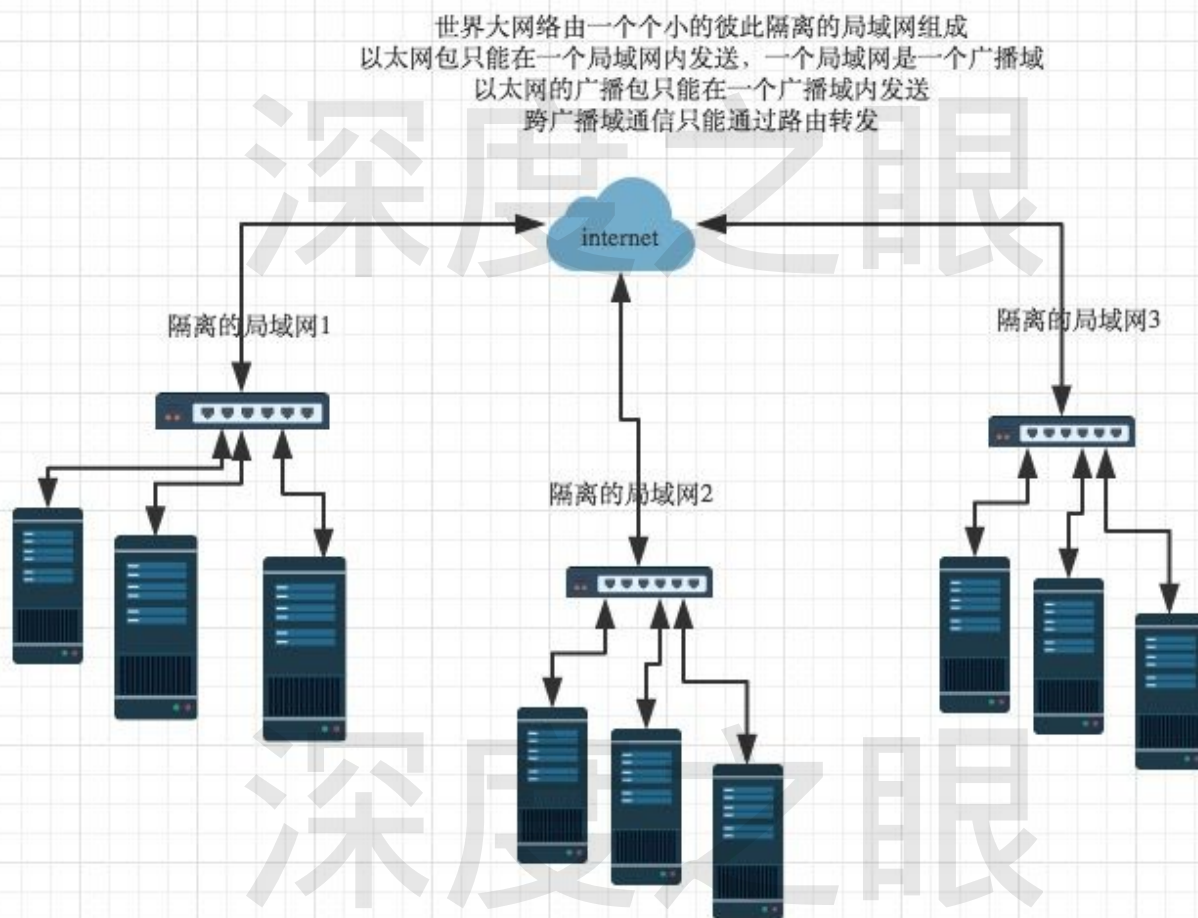 世界大网络由一个个小的彼此隔离的局域网组成
以太网包只能在一个局域网内发送，一个局域网是一个广播域
以太网的广播包只能在一个广播域内发送
跨广播域通信只能通过路由转发
深度之眼
internet
隔离的局域网1
隔离的局域网3
隔离的局域网2
深度之眼